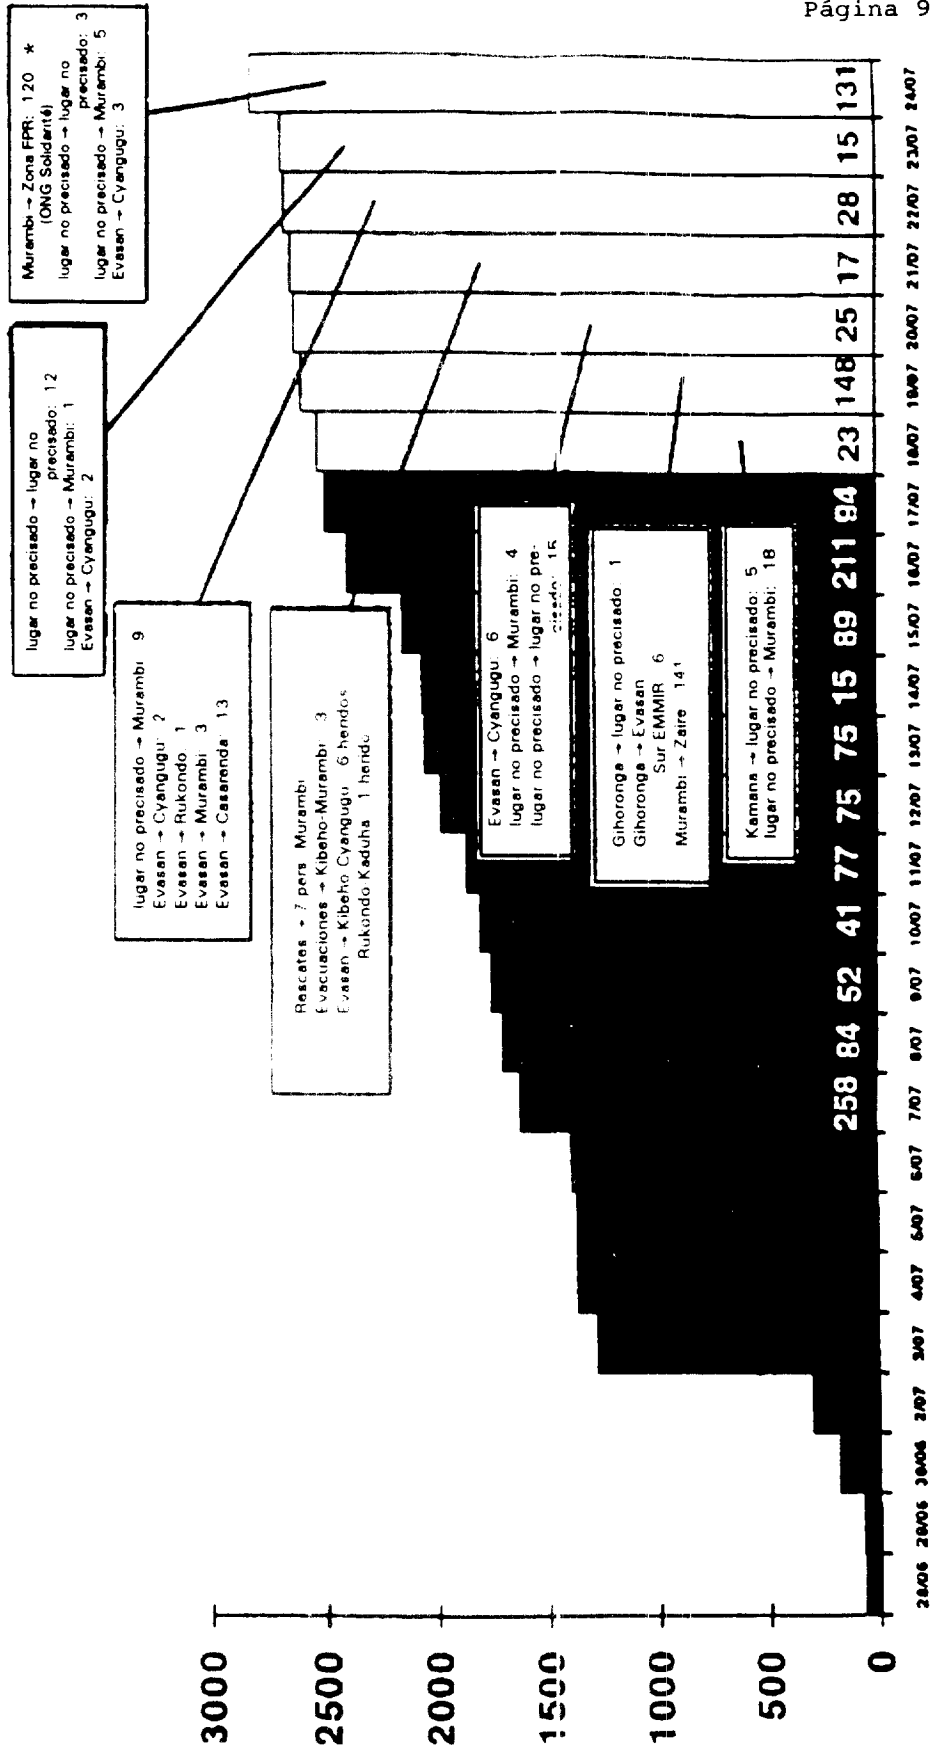 Página 9
Murambi → Zona FPR: 120 *
(ONG Solidarité)
lugar no precisado → lugar no
precisado: 3
lugar no precisado → Murambi: 5
Evasan → Cyangugu: 3
lugar no precisado → lugar no
precisado: 12
lugar no precisado → Murambi: 1
Evasan → Cyangugu: 2
lugar no precisado → Murambi 9
Evasan → Cyangugu: 2
Evasan → Rukondo: 1
Evasan → Murambi: 3
Evasan → Casarenda: 13
Rescates → 7 pers Murambi
Evacuaciones → Kibeho-Murambi: 3
Evasan → Kibeho Cyangugu 6 heridos
Rukondo Kaduha 1 herido
Evasan → Cyangugu: 6
lugar no precisado → Murambi: 4
lugar no precisado → lugar no pre-
cisado: 15
Gihoronga → lugar no precisado: 1
Gihoronga → Evasan
Sur EMMIR 6
Murambi → Zaire 141
Kamana → lugar no precisado: 5
lugar no precisado → Murambi: 18
3000
2500
2000
1500
1000
500
0
258 84 52 41 77 75 75 15 89 211 94 23 148 25 17 28 15 131
28/06 29/06 30/06 2/07 3/07 4/07 5/07 6/07 7/07 8/07 9/07 10/07 11/07 12/07 13/07 14/07 15/07 16/07 17/07 18/07 19/07 20/07 21/07 22/07 23/07 24/07